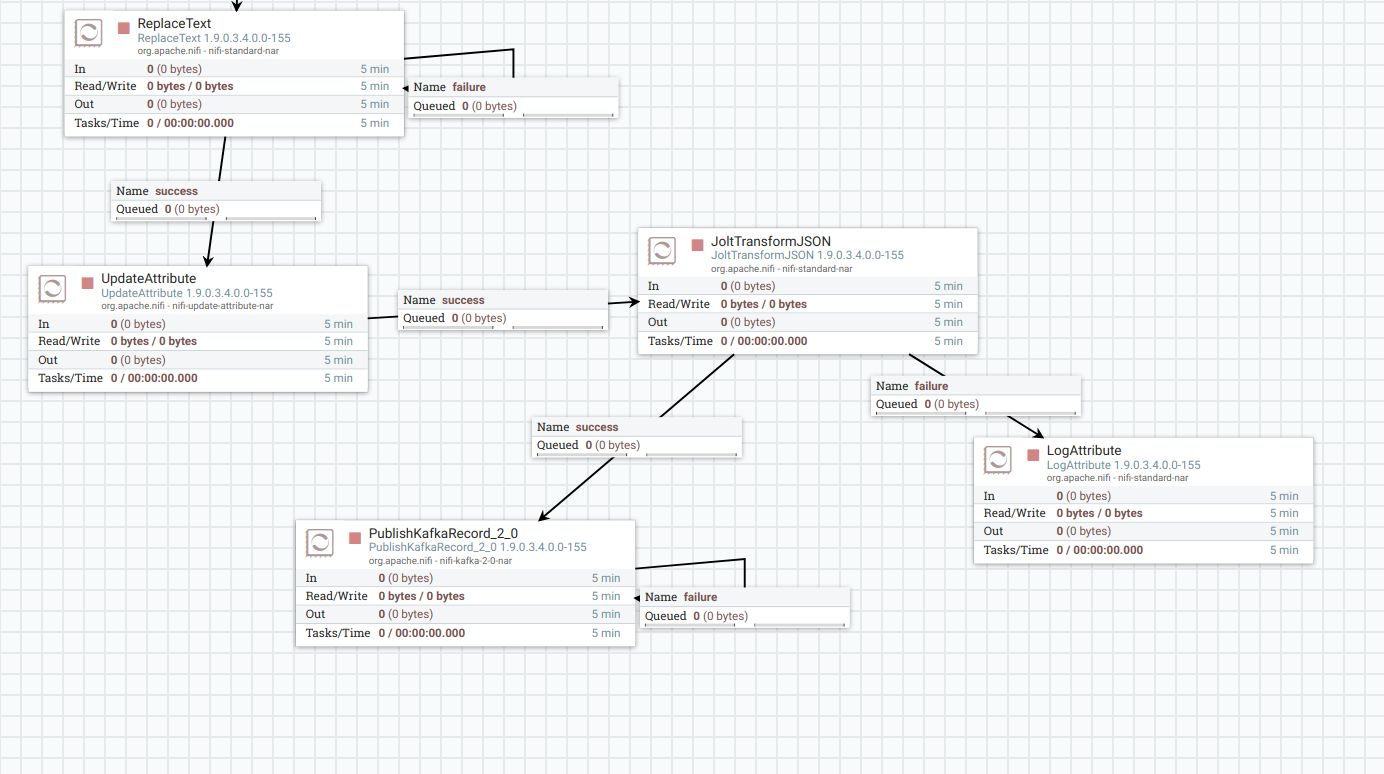 ReplaceText
ReplaceText 1.9.0.3.4.0.0-155
org.apache.nifi - nifi-standard-nar
In 0 (0 bytes) 5 min
Read/Write 0 bytes / 0 bytes 5 min
Out 0 (0 bytes) 5 min
Tasks/Time 0 / 00:00:00.000 5 min
Name failure
Queued 0 (0 bytes)
Name success
Queued 0 (0 bytes)
UpdateAttribute
UpdateAttribute 1.9.0.3.4.0.0-155
org.apache.nifi - nifi-update-attribute-nar
In 0 (0 bytes) 5 min
Read/Write 0 bytes / 0 bytes 5 min
Out 0 (0 bytes) 5 min
Tasks/Time 0 / 00:00:00.000 5 min
Name success
Queued 0 (0 bytes)
JoltTransformJSON
JoltTransformJSON 1.9.0.3.4.0.0-155
org.apache.nifi - nifi-standard-nar
In 0 (0 bytes) 5 min
Read/Write 0 bytes / 0 bytes 5 min
Out 0 (0 bytes) 5 min
Tasks/Time 0 / 00:00:00.000 5 min
Name failure
Queued 0 (0 bytes)
Name success
Queued 0 (0 bytes)
LogAttribute
LogAttribute 1.9.0.3.4.0.0-155
org.apache.nifi - nifi-standard-nar
In 0 (0 bytes) 5 min
Read/Write 0 bytes / 0 bytes 5 min
Out 0 (0 bytes) 5 min
Tasks/Time 0 / 00:00:00.000 5 min
PublishKafkaRecord_2_0
PublishKafkaRecord_2_0 1.9.0.3.4.0.0-155
org.apache.nifi - nifi-kafka-2-0-nar
In 0 (0 bytes) 5 min
Read/Write 0 bytes / 0 bytes 5 min
Out 0 (0 bytes) 5 min
Tasks/Time 0 / 00:00:00.000 5 min
Name failure
Queued 0 (0 bytes)